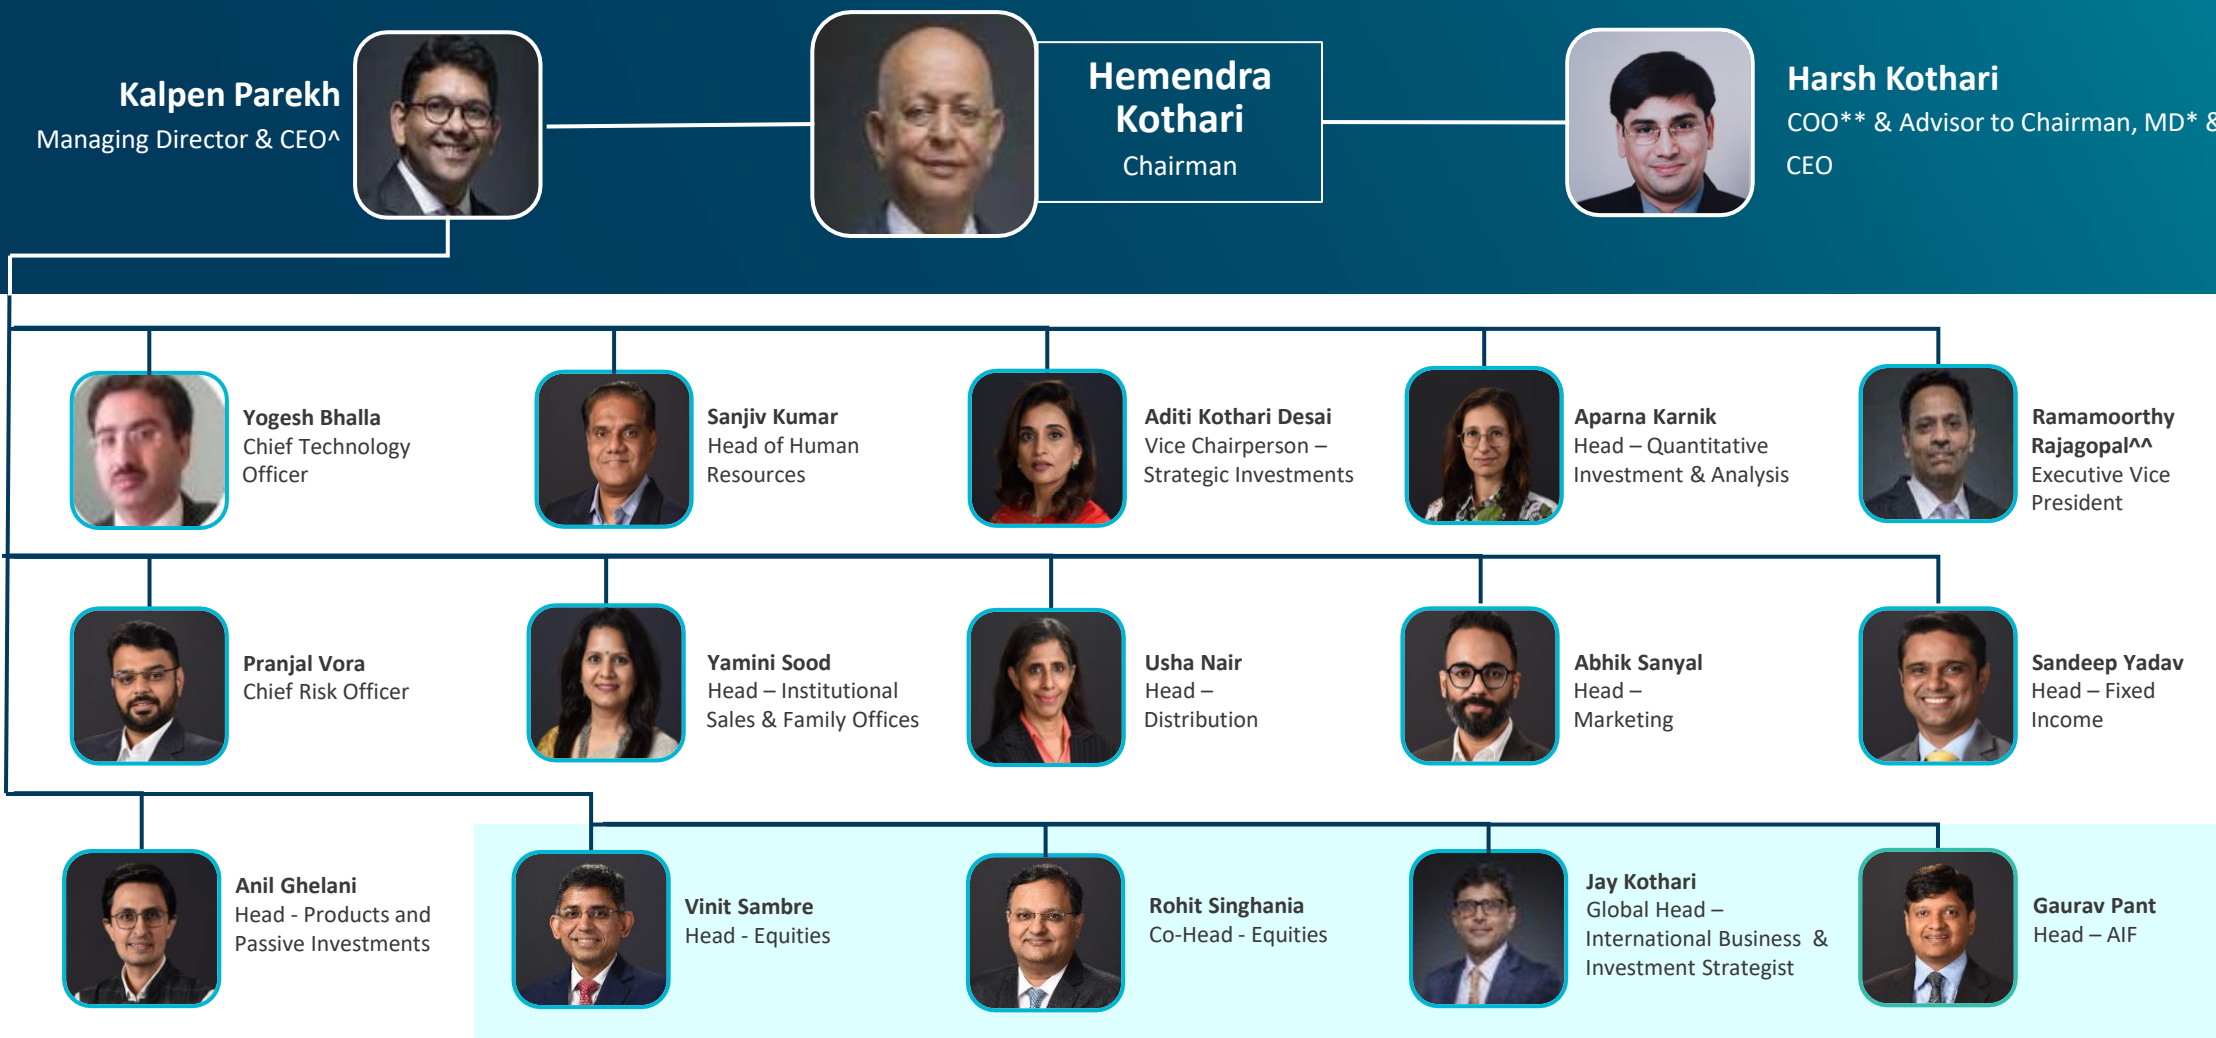 Kalpen Parekh
Managing Director & CEO^
Hemendra
Kothari
Chairman
Harsh Kothari
COO** & Advisor to Chairman, MD* &
CEO
Yogesh Bhalla
Chief Technology
Officer
Sanjiv Kumar
Head of Human
Resources
Aditi Kothari Desai
Vice Chairperson –
Strategic Investments
Aparna Karnik
Head – Quantitative
Investment & Analysis
Ramamoorthy
Rajagopal^^
Executive Vice
President
Pranjal Vora
Chief Risk Officer
Yamini Sood
Head – Institutional
Sales & Family Offices
Usha Nair
Head –
Distribution
Abhik Sanyal
Head –
Marketing
Sandeep Yadav
Head – Fixed
Income
Anil Ghelani
Head - Products and
Passive Investments
Vinit Sambre
Head - Equities
Rohit Singhania
Co-Head - Equities
Jay Kothari
Global Head –
International Business &
Investment Strategist
Gaurav Pant
Head – AIF